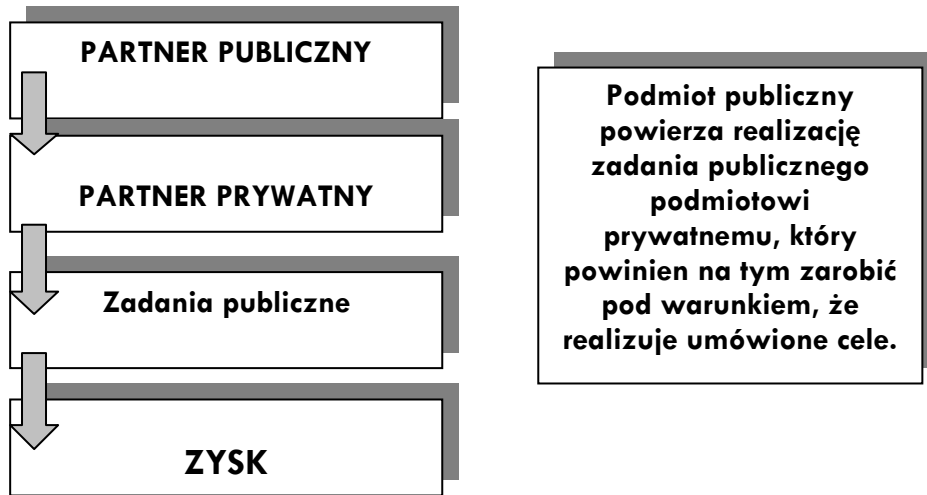 PARTNER PUBLICZNY
PARTNER PRYWATNY
Zadania publiczne
ZYSK
Podmiot publiczny
powierza realizację
zadania publicznego
podmiotowi
prywatnemu, który
powinien na tym zarobić
pod warunkiem, że
realizuje umówione cele.